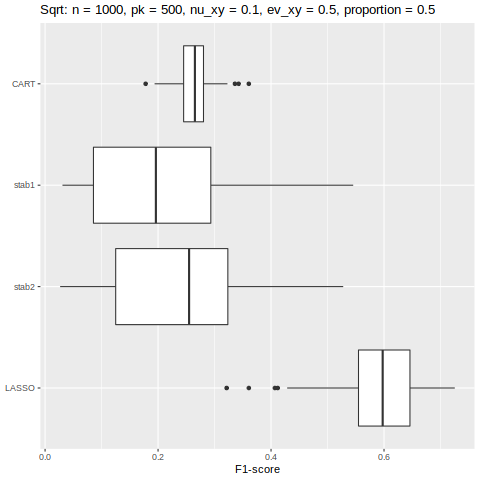 Sqrt: n = 1000, pk = 500, nu_xy = 0.1, ev_xy = 0.5, proportion = 0.5
CART
stab1
stab2
LASSO
0.0 0.2 0.4 0.6
F1-score